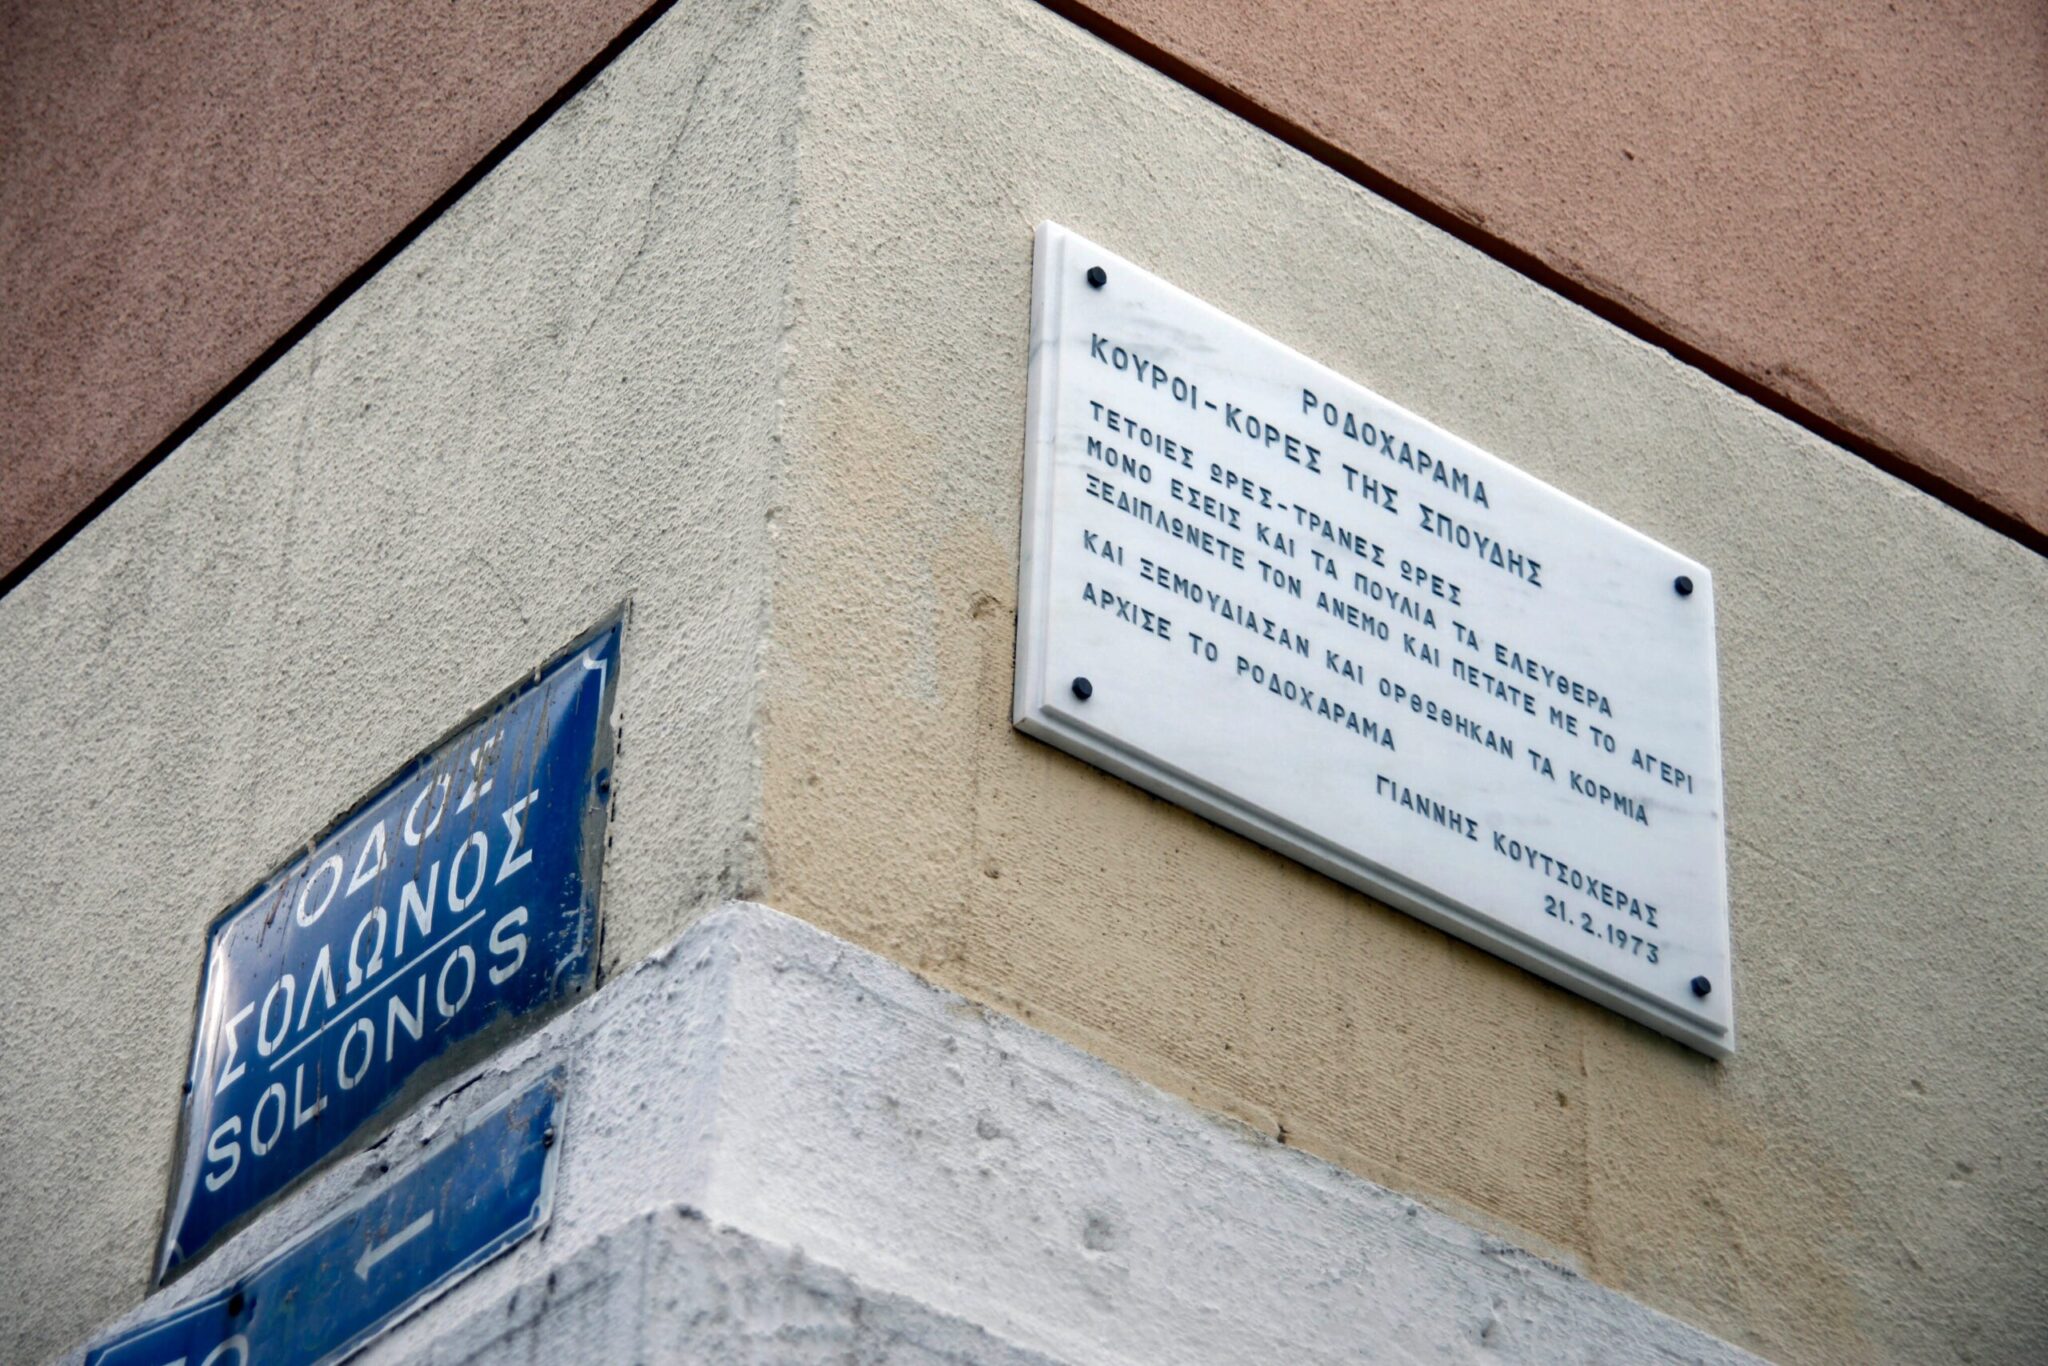 ΡΟΔΟΧΑΡΑΜΑ
ΚΟΥΡΟΙ-ΚΟΡΕΣ ΤΗΣ ΣΠΟΥΔΗΣ
ΤΕΤΟΙΕΣ ΩΡΕΣ-ΤΡΑΝΕΣ ΩΡΕΣ
ΜΟΝΟ ΕΣΕΙΣ ΚΑΙ ΤΑ ΠΟΥΛΙΑ ΤΑ ΕΛΕΥΘΕΡΑ
ΞΕΔΙΠΛΩΝΕΤΕ ΤΟΝ ΑΝΕΜΟ ΚΑΙ ΠΕΤΑΤΕ ΜΕ ΤΟ ΑΓΕΡΙ
ΚΑΙ ΞΕΜΟΥΔΙΑΣΑΝ ΚΑΙ ΟΡΘΩΘΗΚΑΝ ΤΑ ΚΟΡΜΙΑ
ΑΡΧΙΣΕ ΤΟ ΡΟΔΟΧΑΡΑΜΑ
ΓΙΑΝΝΗΣ ΚΟΥΤΣΟΧΕΡΑΣ
21.2.1973
ΟΔΟΣ
ΣΟΛΩΝΟΣ
SOLONOS
←